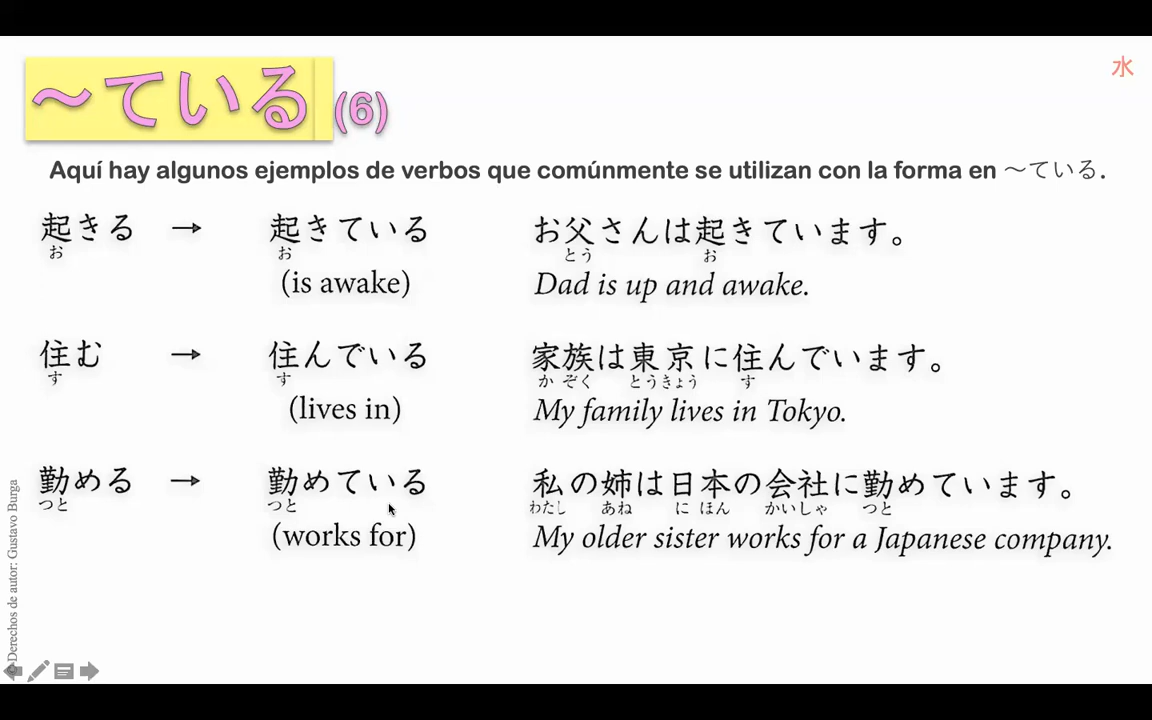 ～ている (6)
水
Aquí hay algunos ejemplos de verbos que comúnmente se utilizan con la forma en ～ている.
起きる → 起きている お父さんは起きています。
お お とう お
(is awake) Dad is up and awake.
住む → 住んでいる 家族は東京に住んでいます。
す す か ぞく とうきょう す
(lives in) My family lives in Tokyo.
勤める → 勤めている 私の姉は日本の会社に勤めています。
つと つと わたし あね に ほん かいしゃ つと
(works for) My older sister works for a Japanese company.
©Derechos de autor: Gustavo Burga